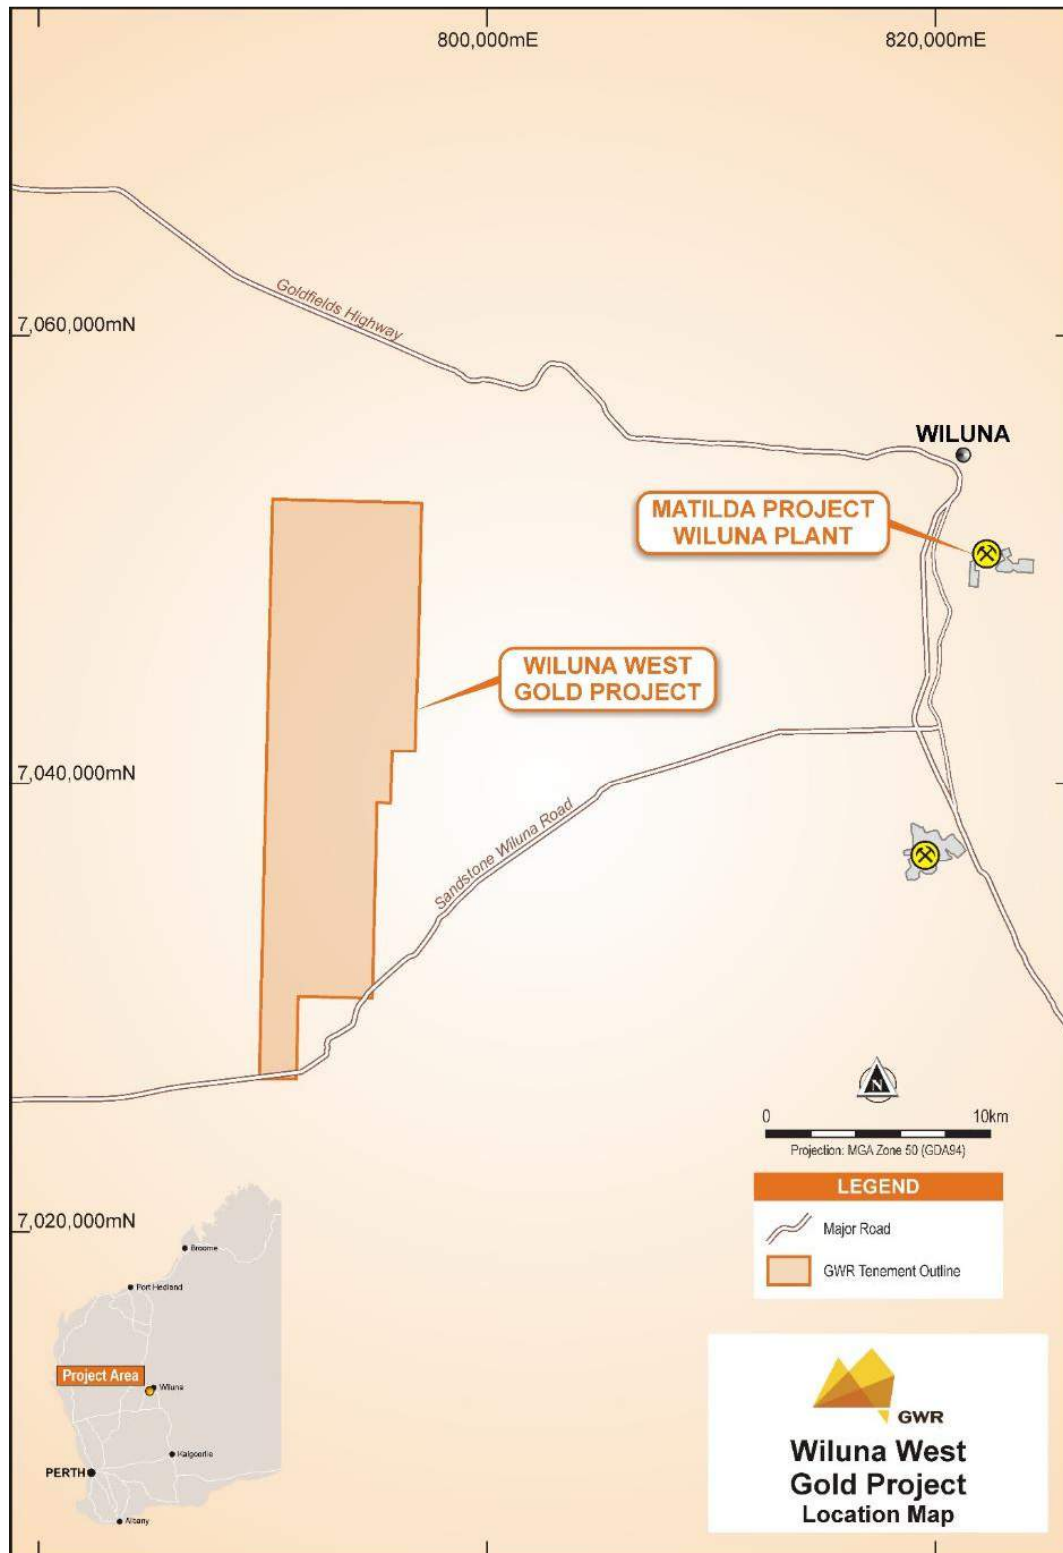 800,000mE
820,000mE
Goldfields Highway
7,060,000mN
WILUNA
MATILDA PROJECT
WILUNA PLANT
WILUNA WEST
GOLD PROJECT
7,040,000mN
Sandstone Wiluna Road
N
0 10km
Projection: MGA Zone 50 (GDA94)
LEGEND
Major Road
GWR Tenement Outline
7,020,000mN
Broome
Port Hedland
Project Area
Wiluna
Kalgoorlie
PERTH
Albany
GWR
Wiluna West
Gold Project
Location Map